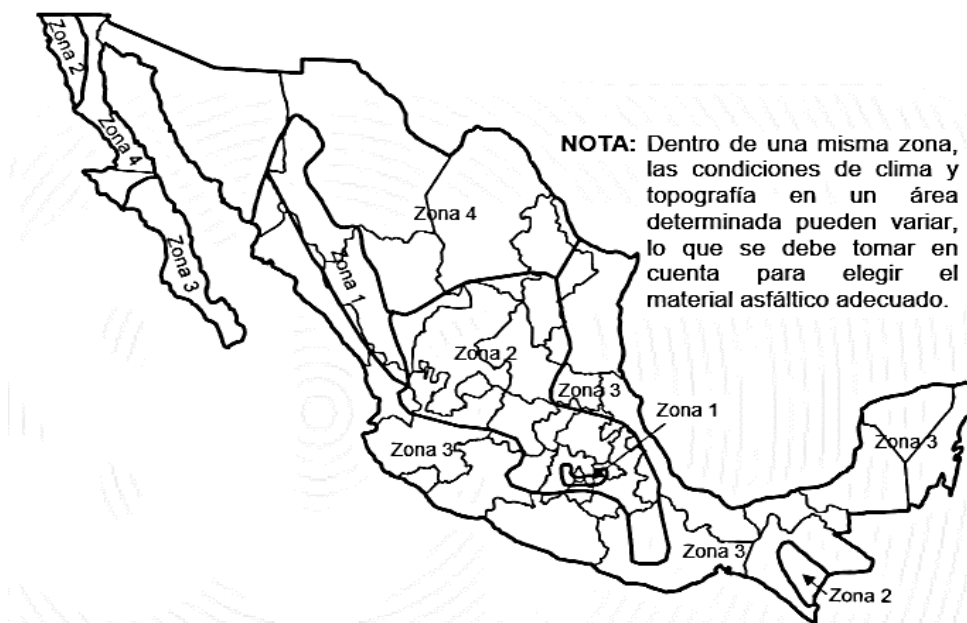 Zona 2
Zona 4
Zona 3
Zona 1
Zona 4
NOTA: Dentro de una misma zona,
las condiciones de clima y
topografía en un área
determinada pueden variar,
lo que se debe tomar en
cuenta para elegir el
material asfáltico adecuado.
Zona 2
Zona 3
Zona 1
Zona 3
Zona 3
Zona 3
Zona 2